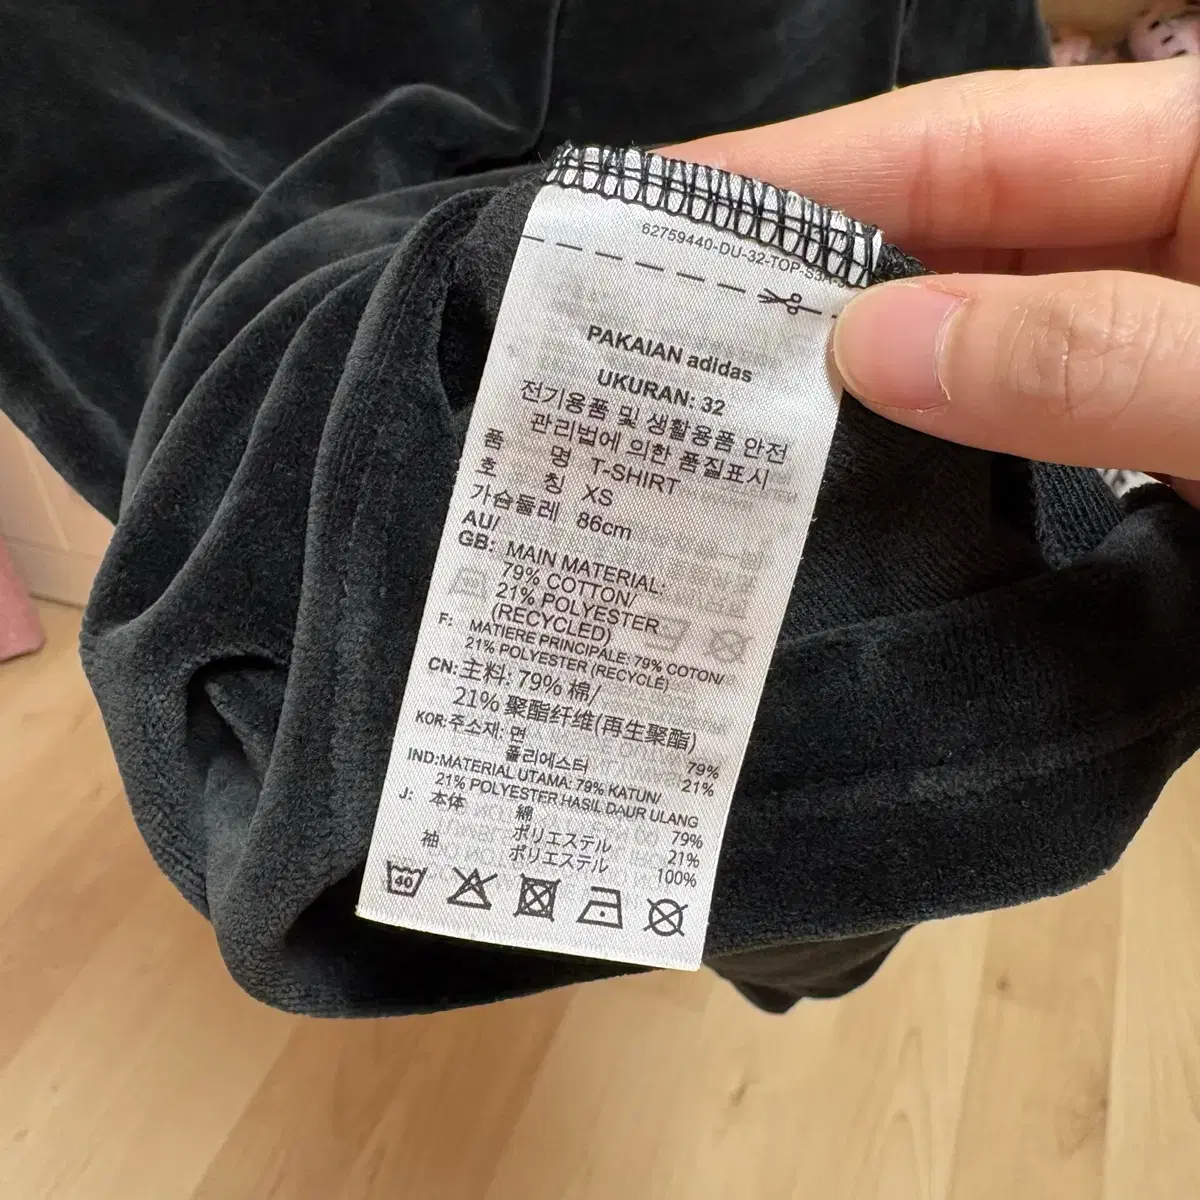 62759440-DU-32-TOP-
PAKAIAN adidas
UKURAN: 32
전기용품 및 생활용품 안전
관리법에 의한 품질표시
품 명 T-SHIRT
호 칭 XS
가슴둘레 86cm
AU/
GB: MAIN MATERIAL:
79% COTTON/
21% POLYESTER
(RECYCLED)
F: MATIERE PRINCIPALE: 79% COTON/
21% POLYESTER (RECYCLÉ)
CN: 主料: 79% 棉/
21% 聚酯纤维(再生聚酯)
KOR: 주소재: 면 79%
폴리에스터 21%
IND:MATERIAL UTAMA: 79% KATUN/
21% POLYESTER HASIL DAUR ULANG
J: 本体 綿 79%
ポリエステル 21%
袖 ポリエステル 100%
40